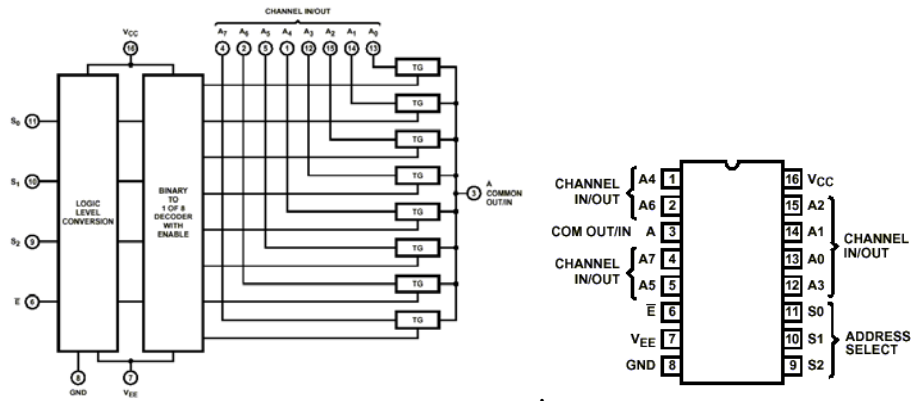 CHANNEL IN/OUT
A7 A6 A5 A4 A3 A2 A1 A0
4 2 5 1 12 15 14 13
VCC
16
TG
TG
TG
TG
TG
TG
TG
TG
S0 11
S1 10
S2 9
E̅ 6
LOGIC
LEVEL
CONVERSION
BINARY
TO
1 OF 8
DECODER
WITH
ENABLE
3 A
COMMON
OUT/IN
8
GND
7
VEE
CHANNEL
IN/OUT
A4 1
A6 2
COM OUT/IN A 3
CHANNEL
IN/OUT
A7 4
A5 5
E̅ 6
VEE 7
GND 8
16 VCC
15 A2
14 A1
13 A0
12 A3
CHANNEL
IN/OUT
11 S0
10 S1
9 S2
ADDRESS
SELECT